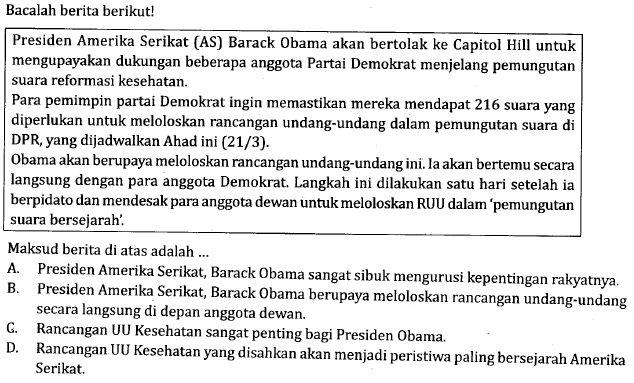 Bacalah berita berikut!
Presiden Amerika Serikat (AS) Barack Obama akan bertolak ke Capitol Hill untuk
mengupayakan dukungan beberapa anggota Partai Demokrat menjelang pemungutan
suara reformasi kesehatan.
Para pemimpin partai Demokrat ingin memastikan mereka mendapat 216 suara yang
diperlukan untuk meloloskan rancangan undang-undang dalam pemungutan suara di
DPR, yang dijadwalkan Ahad ini (21/3).
Obama akan berupaya meloloskan rancangan undang-undang ini. Ia akan bertemu secara
langsung dengan para anggota Demokrat. Langkah ini dilakukan satu hari setelah ia
berpidato dan mendesak para anggota dewan untuk meloloskan RUU dalam ‘pemungutan
suara bersejarah’.
Maksud berita di atas adalah ...
A. Presiden Amerika Serikat, Barack Obama sangat sibuk mengurusi kepentingan rakyatnya.
B. Presiden Amerika Serikat, Barack Obama berupaya meloloskan rancangan undang-undang
secara langsung di depan anggota dewan.
C. Rancangan UU Kesehatan sangat penting bagi Presiden Obama.
D. Rancangan UU Kesehatan yang disahkan akan menjadi peristiwa paling bersejarah Amerika
Serikat.